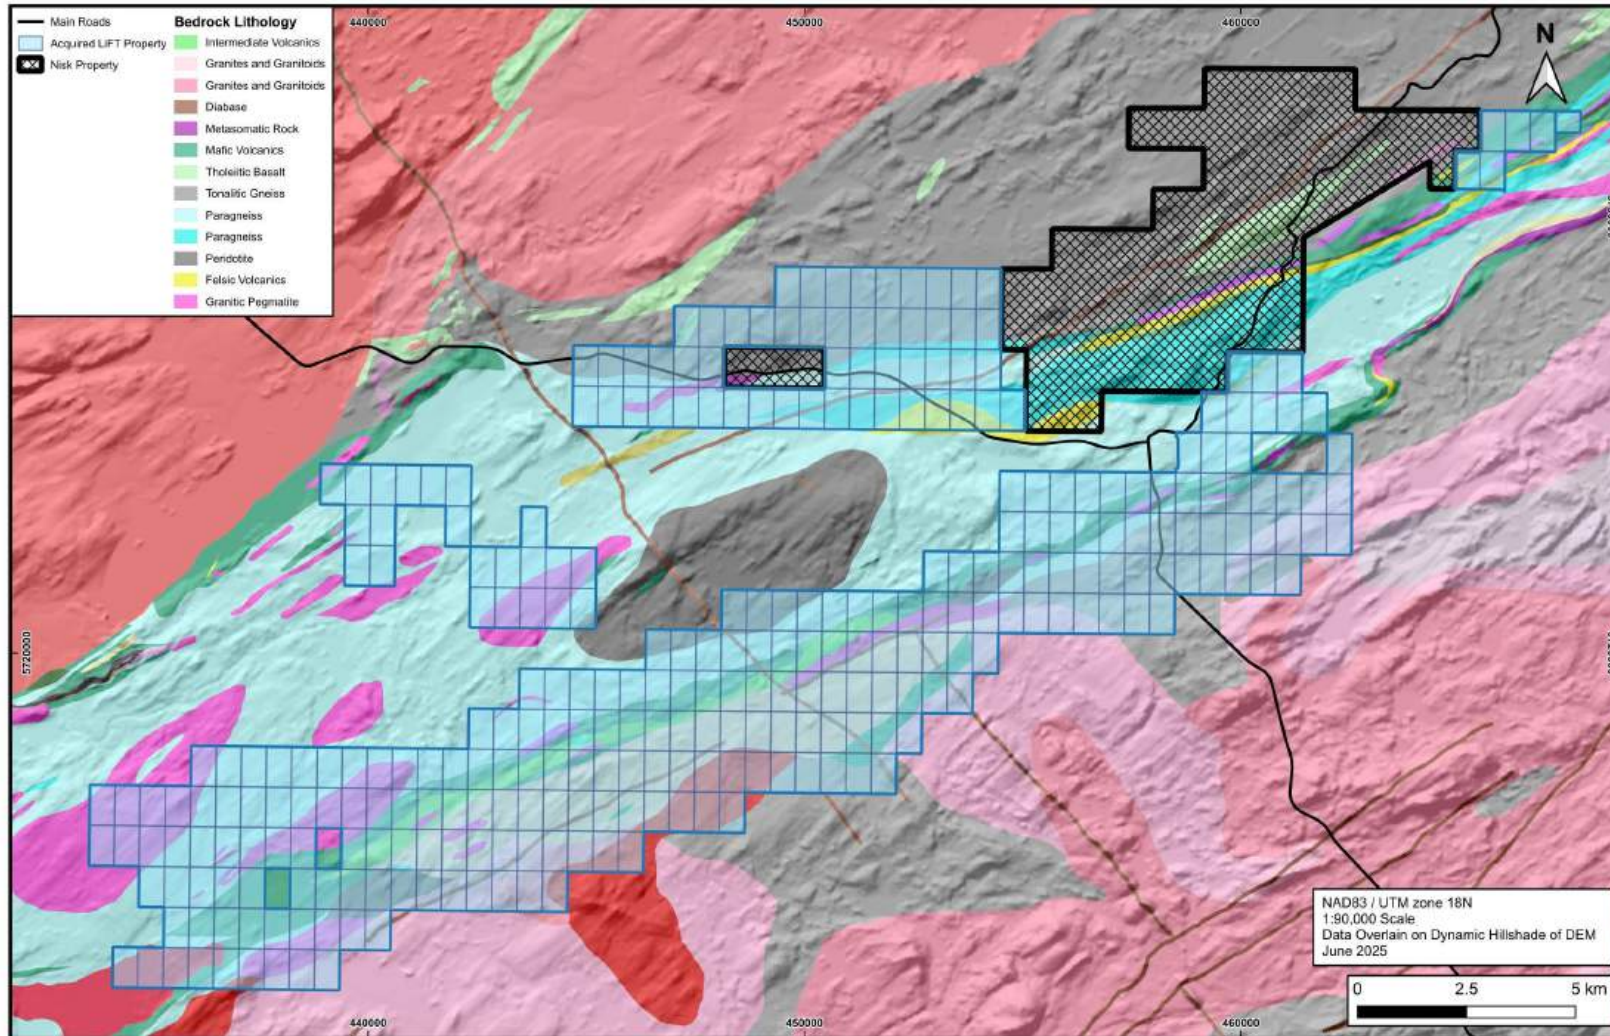 440000
450000
460000
Main Roads
Acquired LiFT Property
Nisk Property
Bedrock Lithology
Intermediate Volcanics
Granites and Granitoids
Granites and Granitoids
Diabase
Metasomatic Rock
Mafic Volcanics
Tholeiitic Basalt
Tonalitic Gneiss
Paragneiss
Paragneiss
Peridotite
Felsic Volcanics
Granitic Pegmatite
N
5720000
NAD83 / UTM zone 18N
1:90,000 Scale
Data Overlain on Dynamic Hillshade of DEM
June 2025
0 2.5 5 km
440000
450000
460000